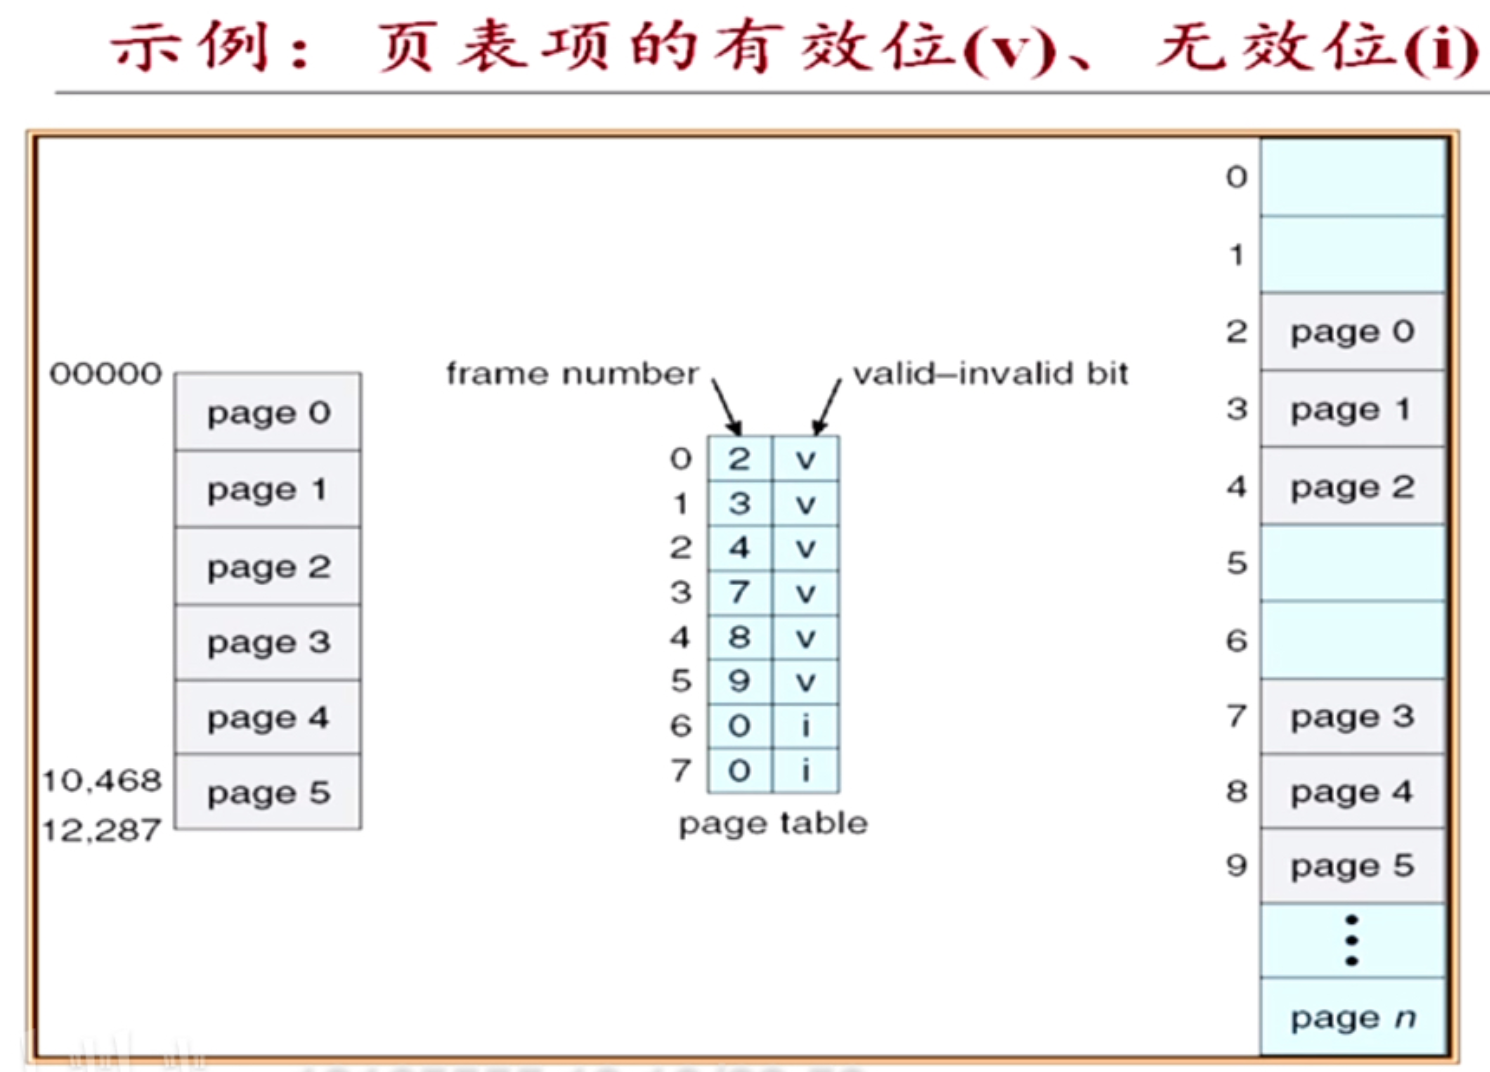 示例：页表项的有效位(v)、无效位(i)
0
1
2 page 0
3 page 1
4 page 2
5
6
7 page 3
8 page 4
9 page 5
page n
00000
page 0
page 1
page 2
page 3
page 4
10,468
page 5
12,287
frame number
valid–invalid bit
0 2 v
1 3 v
2 4 v
3 7 v
4 8 v
5 9 v
6 0 i
7 0 i
page table